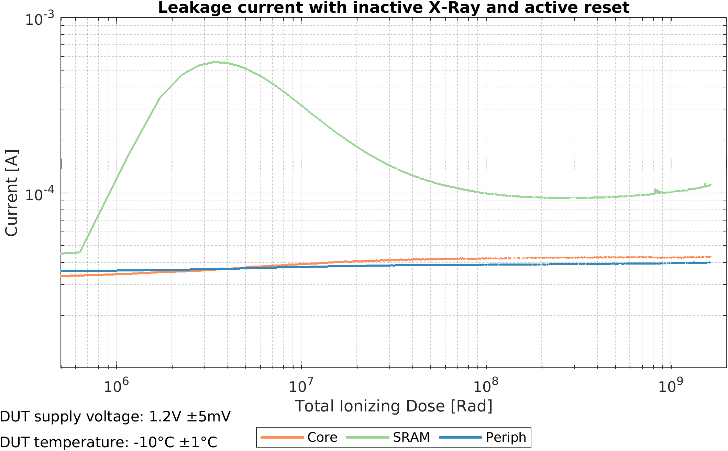 Leakage current with inactive X-Ray and active reset
10^-3
10^-4
Current [A]
10^6 10^7 10^8 10^9
Total Ionizing Dose [Rad]
DUT supply voltage: 1.2V ±5mV
DUT temperature: -10°C ±1°C
Core SRAM Periph